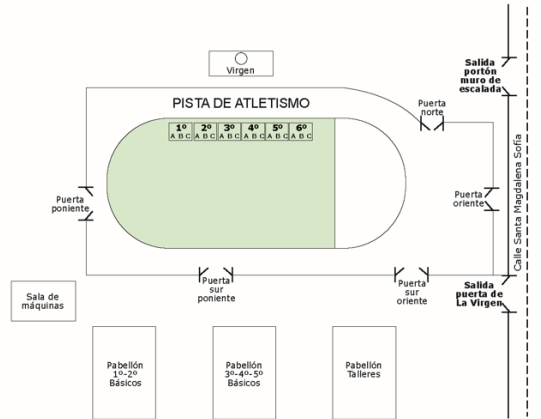 Virgen
Salida
portón
muro de
escalada
PISTA DE ATLETISMO
Puerta
norte
1º 2º 3º 4º 5º 6º
A B C A B C A B C A B C A B C A B C
Puerta
poniente
Puerta
oriente
Calle Santa Magdalena Sofía
Puerta
sur
poniente
Puerta
sur
oriente
Salida
puerta de
La Virgen
Sala de
máquinas
Pabellón
1º-2º
Básicos
Pabellón
3º-4º-5º
Básicos
Pabellón
Talleres